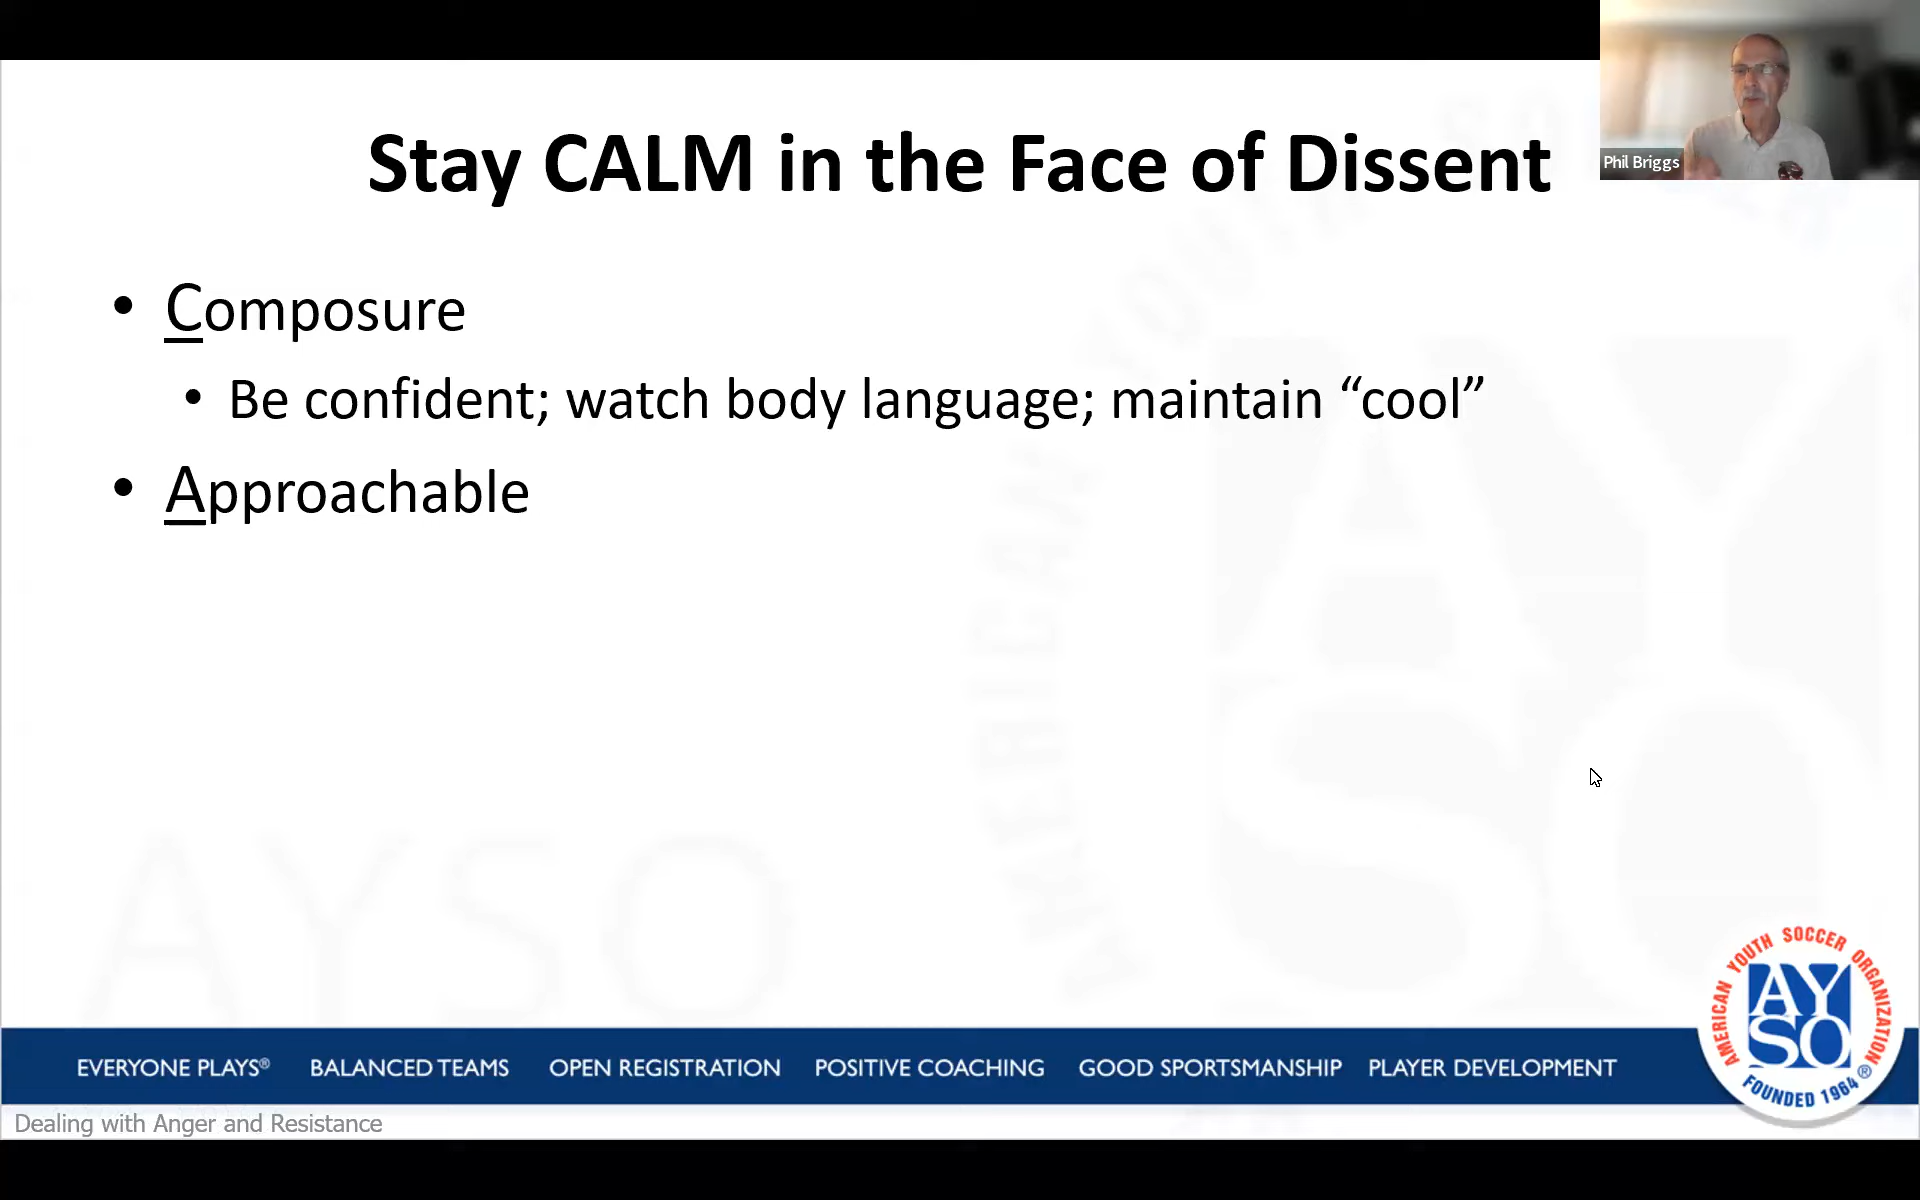 Stay CALM in the Face of Dissent
Phil Briggs
• Composure
• Be confident; watch body language; maintain “cool”
• Approachable
EVERYONE PLAYS® BALANCED TEAMS OPEN REGISTRATION POSITIVE COACHING GOOD SPORTSMANSHIP PLAYER DEVELOPMENT
AMERICAN YOUTH SOCCER ORGANIZATION
AY
SO
®
FOUNDED 1964
Dealing with Anger and Resistance
AYSO